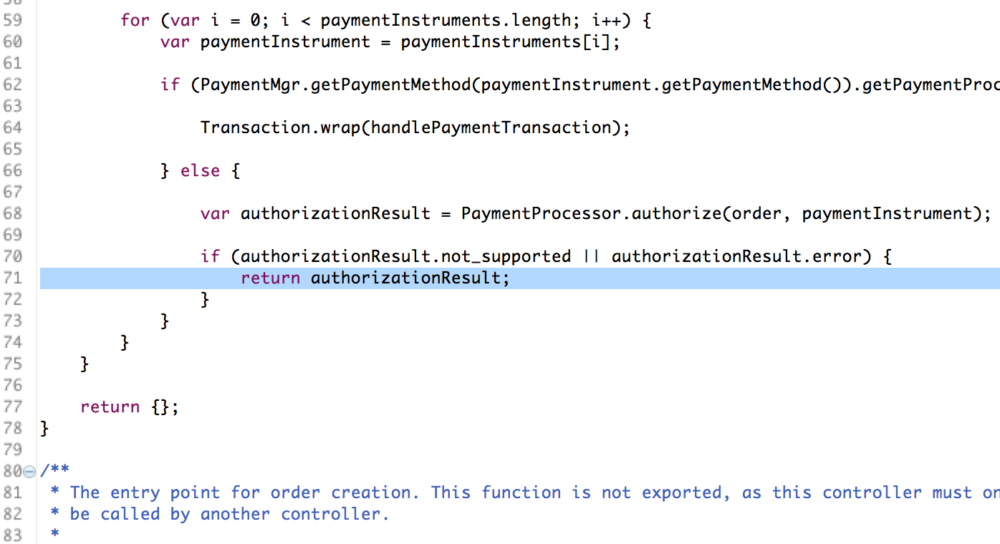 59 for (var i = 0; i < paymentInstruments.length; i++) {
60 var paymentInstrument = paymentInstruments[i];
61
62 if (PaymentMgr.getPaymentMethod(paymentInstrument.getPaymentMethod()).getPaymentProc
63
64 Transaction.wrap(handlePaymentTransaction);
65
66 } else {
67
68 var authorizationResult = PaymentProcessor.authorize(order, paymentInstrument);
69
70 if (authorizationResult.not_supported || authorizationResult.error) {
71 return authorizationResult;
72 }
73 }
74 }
75 }
76
77 return {};
78 }
79
80 /**
81 * The entry point for order creation. This function is not exported, as this controller must on
82 * be called by another controller.
83 *